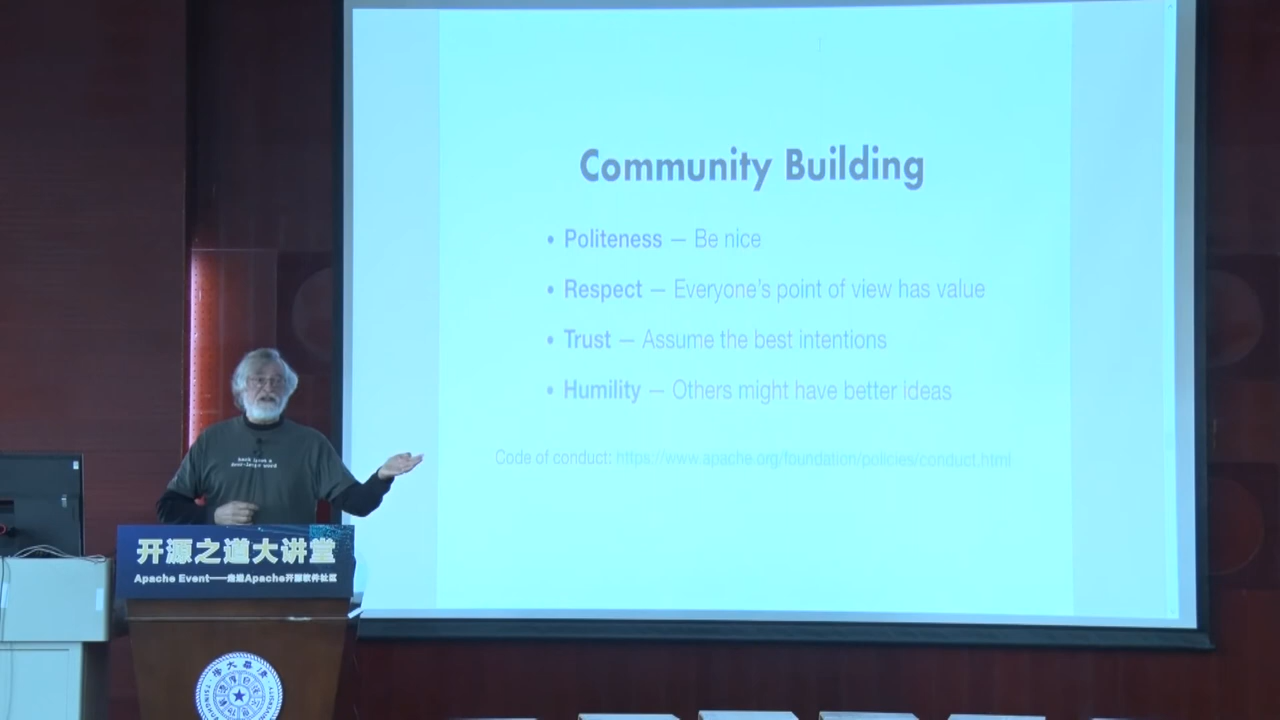 Community Building
• Politeness — Be nice
• Respect — Everyone's point of view has value
• Trust — Assume the best intentions
• Humility — Others might have better ideas
Code of conduct: https://www.apache.org/foundation/policies/conduct.html
开源之道大讲堂
Apache Event——走进Apache开源软件社区